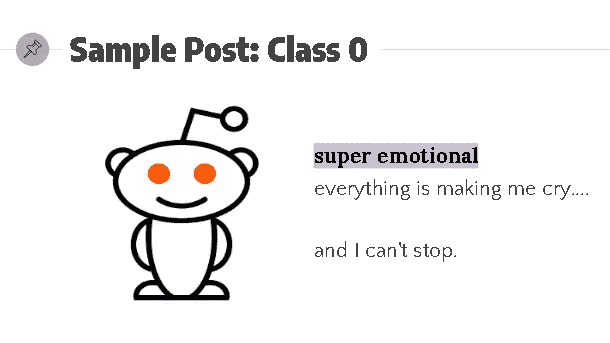 Sample Post: Class 0
super emotional
everything is making me cry....
and I can't stop.